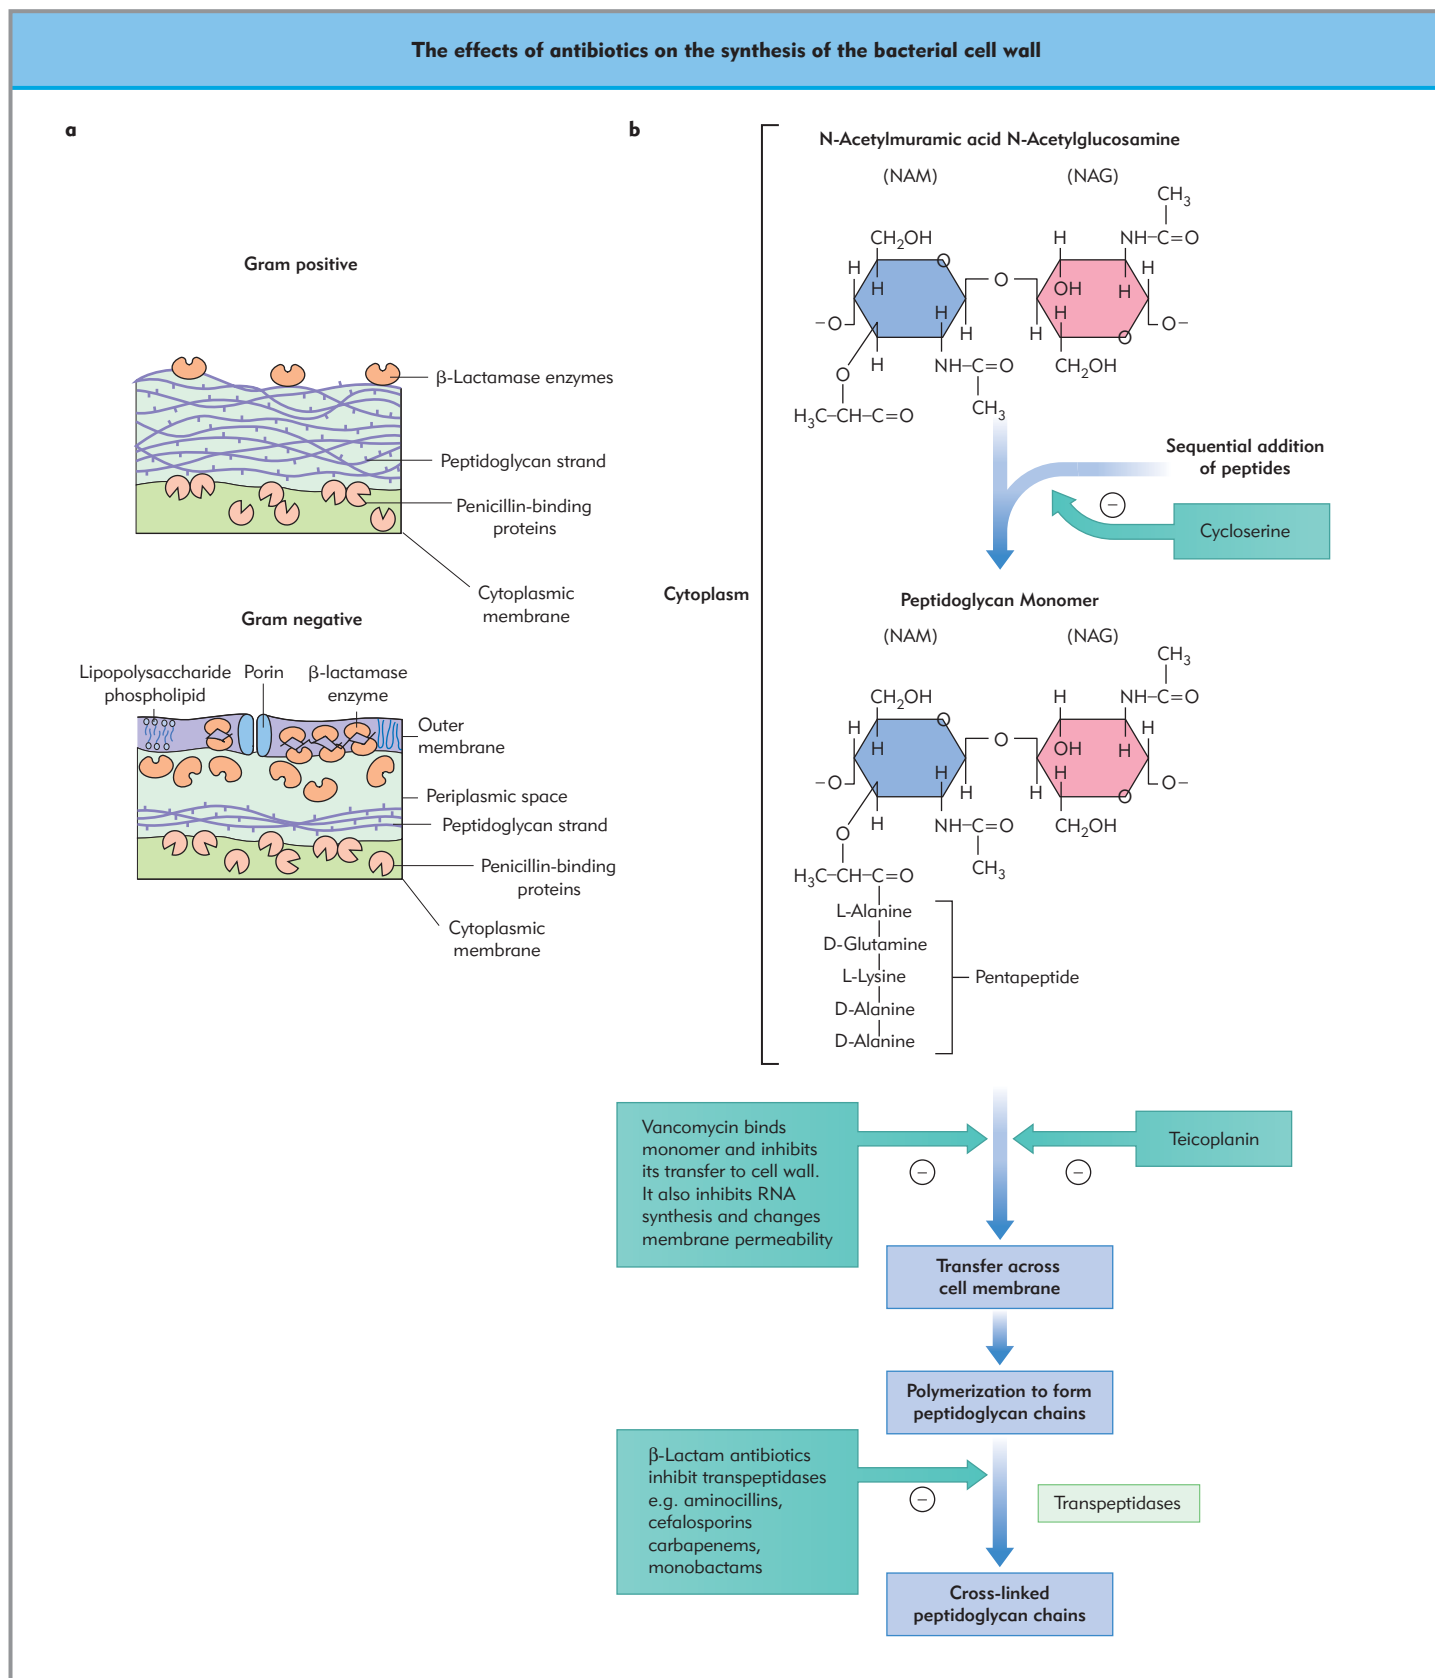 The effects of antibiotics on the synthesis of the bacterial cell wall
a
Gram positive
β-Lactamase enzymes
Peptidoglycan strand
Penicillin-binding
proteins
Cytoplasmic
membrane
Gram negative
Lipopolysaccharide
phospholipid
Porin
β-lactamase
enzyme
Outer
membrane
Periplasmic space
Peptidoglycan strand
Penicillin-binding
proteins
Cytoplasmic
membrane
b
Cytoplasm
N-Acetylmuramic acid N-Acetylglucosamine
(NAM) (NAG)
CH3
CH2OH H NH–C=O
H O H
H OH H
O
–O H H O–
H H O
H NH–C=O CH2OH
O
H3C–CH–C=O CH3
Sequential addition
of peptides
–
Cycloserine
Peptidoglycan Monomer
(NAM) (NAG)
CH3
CH2OH H NH–C=O
H O H
H OH H
O
–O H H O–
H H O
H NH–C=O CH2OH
O
H3C–CH–C=O CH3
L-Alanine
D-Glutamine
L-Lysine
D-Alanine
D-Alanine
Pentapeptide
Vancomycin binds
monomer and inhibits
its transfer to cell wall.
It also inhibits RNA
synthesis and changes
membrane permeability
–
–
Teicoplanin
Transfer across
cell membrane
Polymerization to form
peptidoglycan chains
β-Lactam antibiotics
inhibit transpeptidases
e.g. aminocillins,
cefalosporins
carbapenems,
monobactams
–
Transpeptidases
Cross-linked
peptidoglycan chains